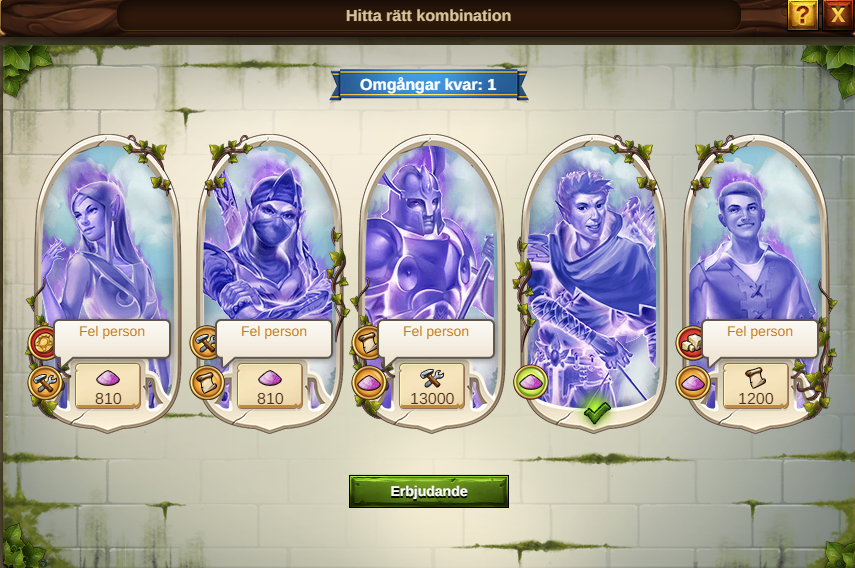 Hitta rätt kombination
?
X
Omgångar kvar: 1
Fel person
Fel person
Fel person
Fel person
810
810
13000
1200
Erbjudande